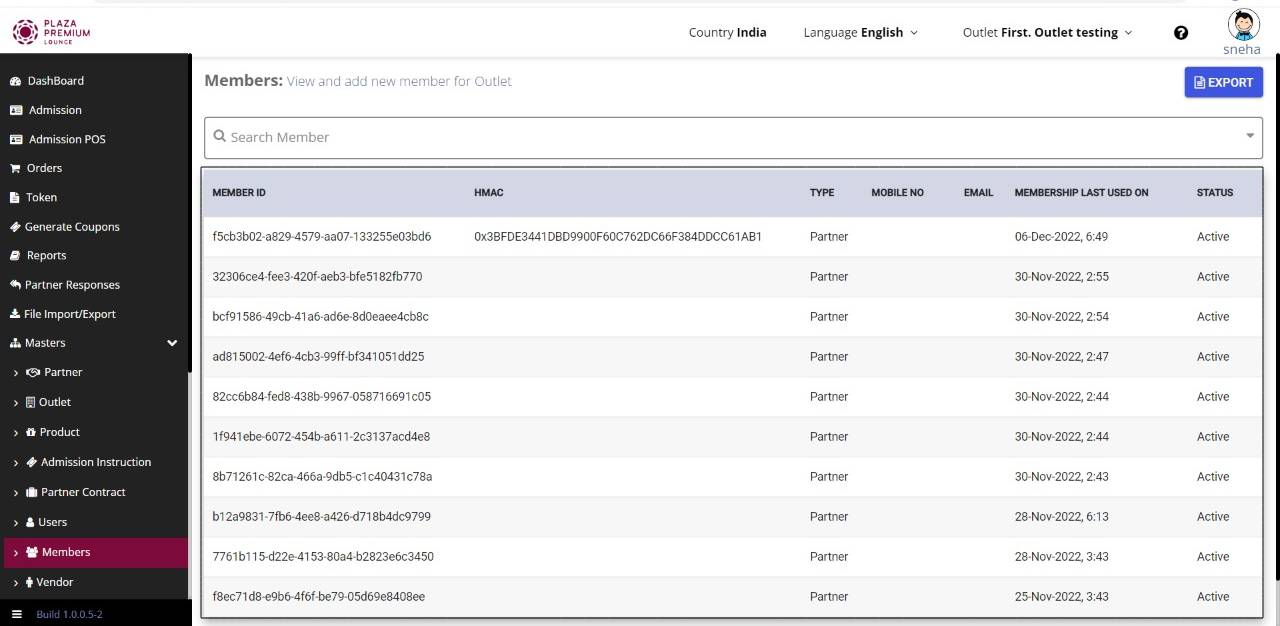 PLAZA
PREMIUM
LOUNGE
Country India
Language English
Outlet First. Outlet testing
sneha
DashBoard
Admission
Admission POS
Orders
Token
Generate Coupons
Reports
Partner Responses
File Import/Export
Masters
Partner
Outlet
Product
Admission Instruction
Partner Contract
Users
Members
Vendor
Build 1.0.0.5-2
Members: View and add new member for Outlet
EXPORT
Search Member
MEMBER ID HMAC TYPE MOBILE NO EMAIL MEMBERSHIP LAST USED ON STATUS
f5cb3b02-a829-4579-aa07-133255e03bd6 0x3BFDE3441DBD9900F60C762DC66F384DDCC61AB1 Partner 06-Dec-2022, 6:49 Active
32306ce4-fee3-420f-aeb3-bfe5182fb770 Partner 30-Nov-2022, 2:55 Active
bcf91586-49cb-41a6-ad6e-8d0eaee4cb8c Partner 30-Nov-2022, 2:54 Active
ad815002-4ef6-4cb3-99ff-bf341051dd25 Partner 30-Nov-2022, 2:47 Active
82cc6b84-fed8-438b-9967-058716691c05 Partner 30-Nov-2022, 2:44 Active
1f941ebe-6072-454b-a611-2c3137acd4e8 Partner 30-Nov-2022, 2:44 Active
8b71261c-82ca-466a-9db5-c1c40431c78a Partner 30-Nov-2022, 2:43 Active
b12a9831-7fb6-4ee8-a426-d718b4dc9799 Partner 28-Nov-2022, 6:13 Active
7761b115-d22e-4153-80a4-b2823e6c3450 Partner 28-Nov-2022, 3:43 Active
f8ec71d8-e9b6-4f6f-be79-05d69e8408ee Partner 25-Nov-2022, 3:43 Active